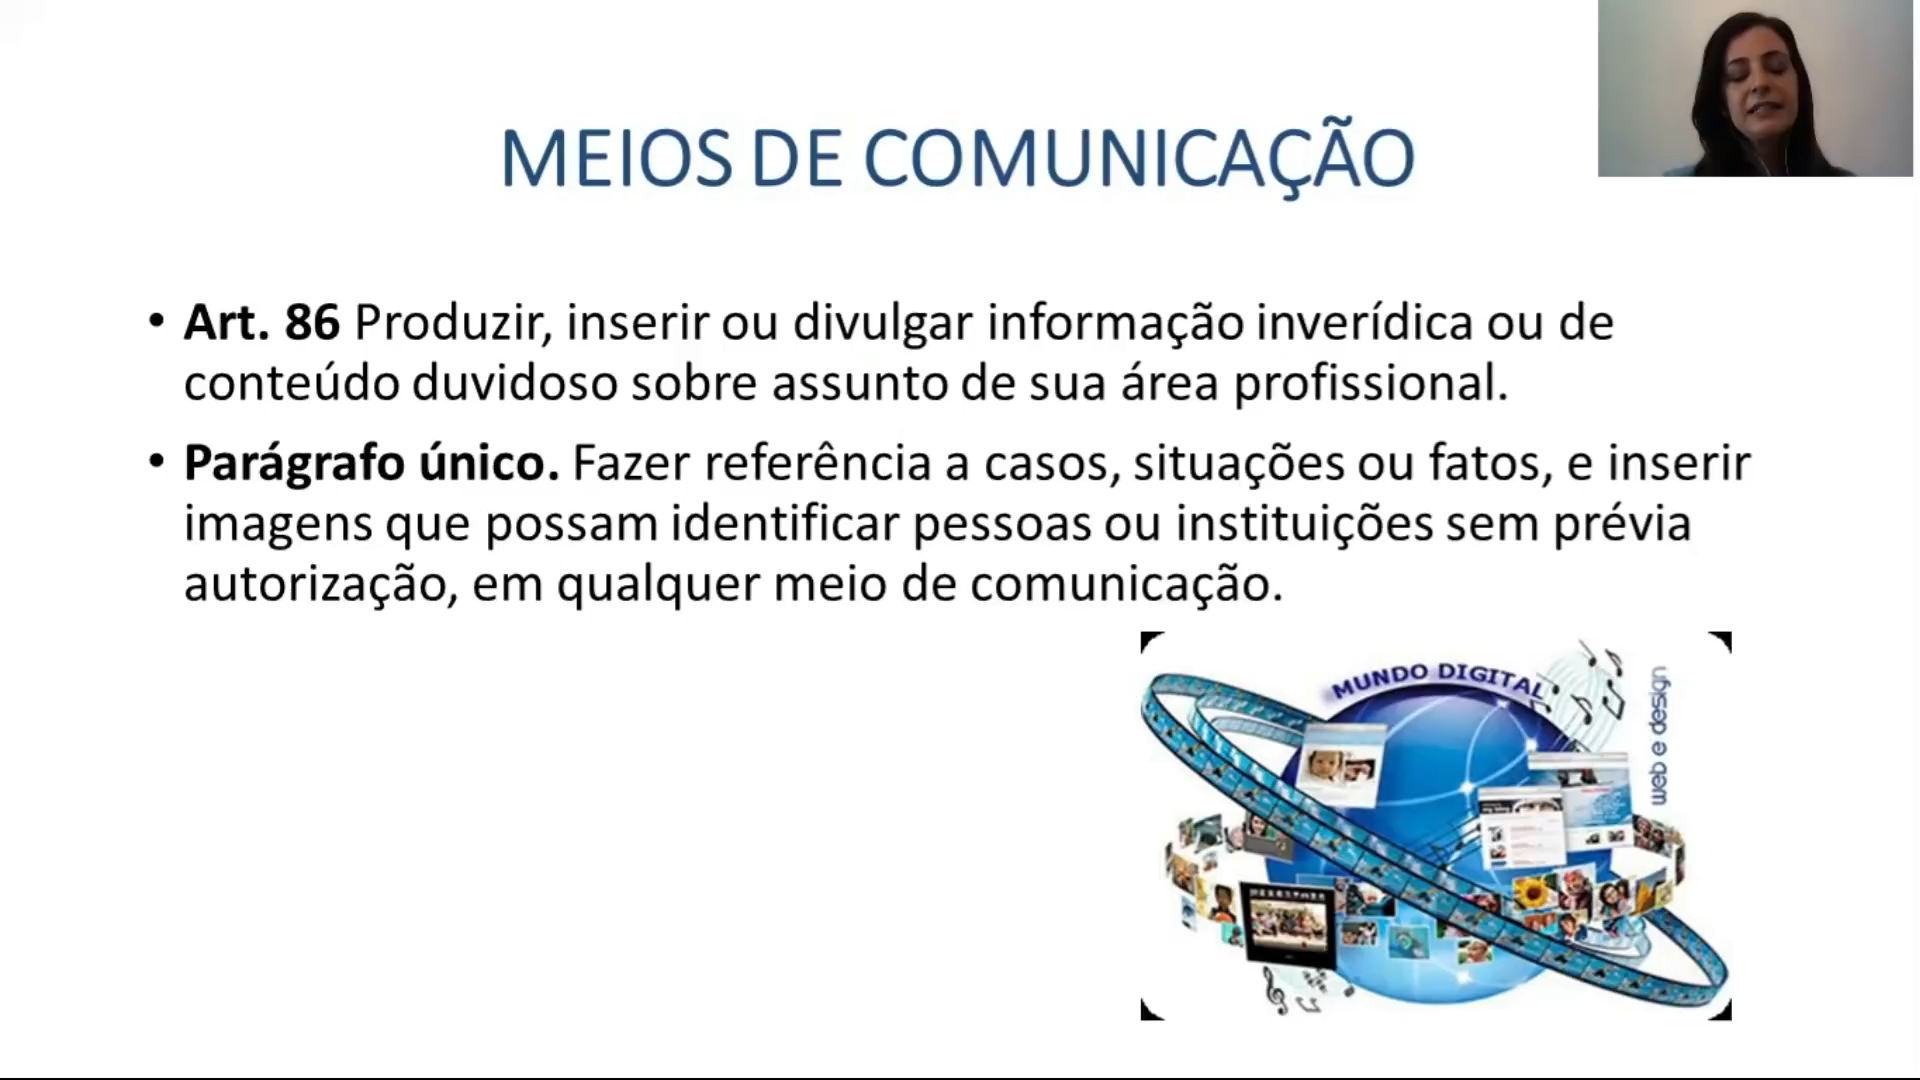 MEIOS DE COMUNICAÇÃO
• Art. 86 Produzir, inserir ou divulgar informação inverídica ou de
conteúdo duvidoso sobre assunto de sua área profissional.
• Parágrafo único. Fazer referência a casos, situações ou fatos, e inserir
imagens que possam identificar pessoas ou instituições sem prévia
autorização, em qualquer meio de comunicação.
MUNDO DIGITAL
web e design